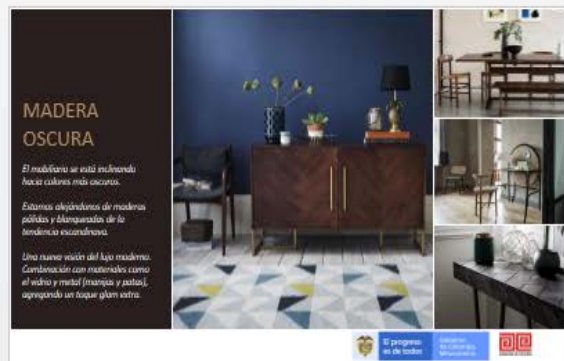 MADERA
OSCURA
El mobiliario se está inclinando
hacia colores más oscuros.
Estamos alejándonos de maderas
pálidas y blanqueadas de la
tendencia escandinava.
Una nueva visión del lujo moderno.
Combinación con materiales como
el vidrio y metal (manijas y patas),
agregando un toque glam extra.
El progreso
es de todos